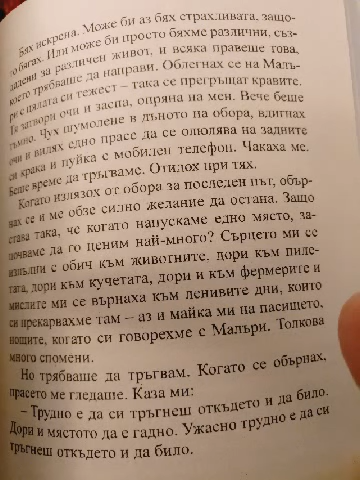 Бях искрена. Може би аз бях страхливата, защо-
то бягах. Или може би просто бяхме различни, съз-
дадени за различен живот, и всяка правеше това,
което трябваше да направи. Облегнах се на Малъ-
ри с цялата си тежест – така се прегръщат кравите.
Тя затвори очи и заспа, опряна на мен. Вече беше
тъмно. Чух шумолене в дъното на обора, вдигнах
очи и видях едно прасе да се олюлява на задните
си крака и пуйка с мобилен телефон. Чакаха ме.
Беше време да тръгваме. Отидох при тях.
Когато излязох от обора за последен път, обър-
нах се и ме обзе силно желание да остана. Защо
става така, че когато напускаме едно място, за-
почваме да го ценим най-много? Сърцето ми се
изпълни с обич към животните, дори към пиле-
тата, дори към кучетата, дори и към фермерите и
мислите ми се върнаха към ленивите дни, които
си прекарвахме там – аз и майка ми на пасището,
нощите, когато си говорехме с Малъри. Толкова
много спомени.
Но трябваше да тръгвам. Когато се обърнах,
прасето ме гледаше. Каза ми:
– Трудно е да си тръгнеш откъдето и да било.
Дори и мястото да е гадно. Ужасно трудно е да си
тръгнеш откъдето и да било.